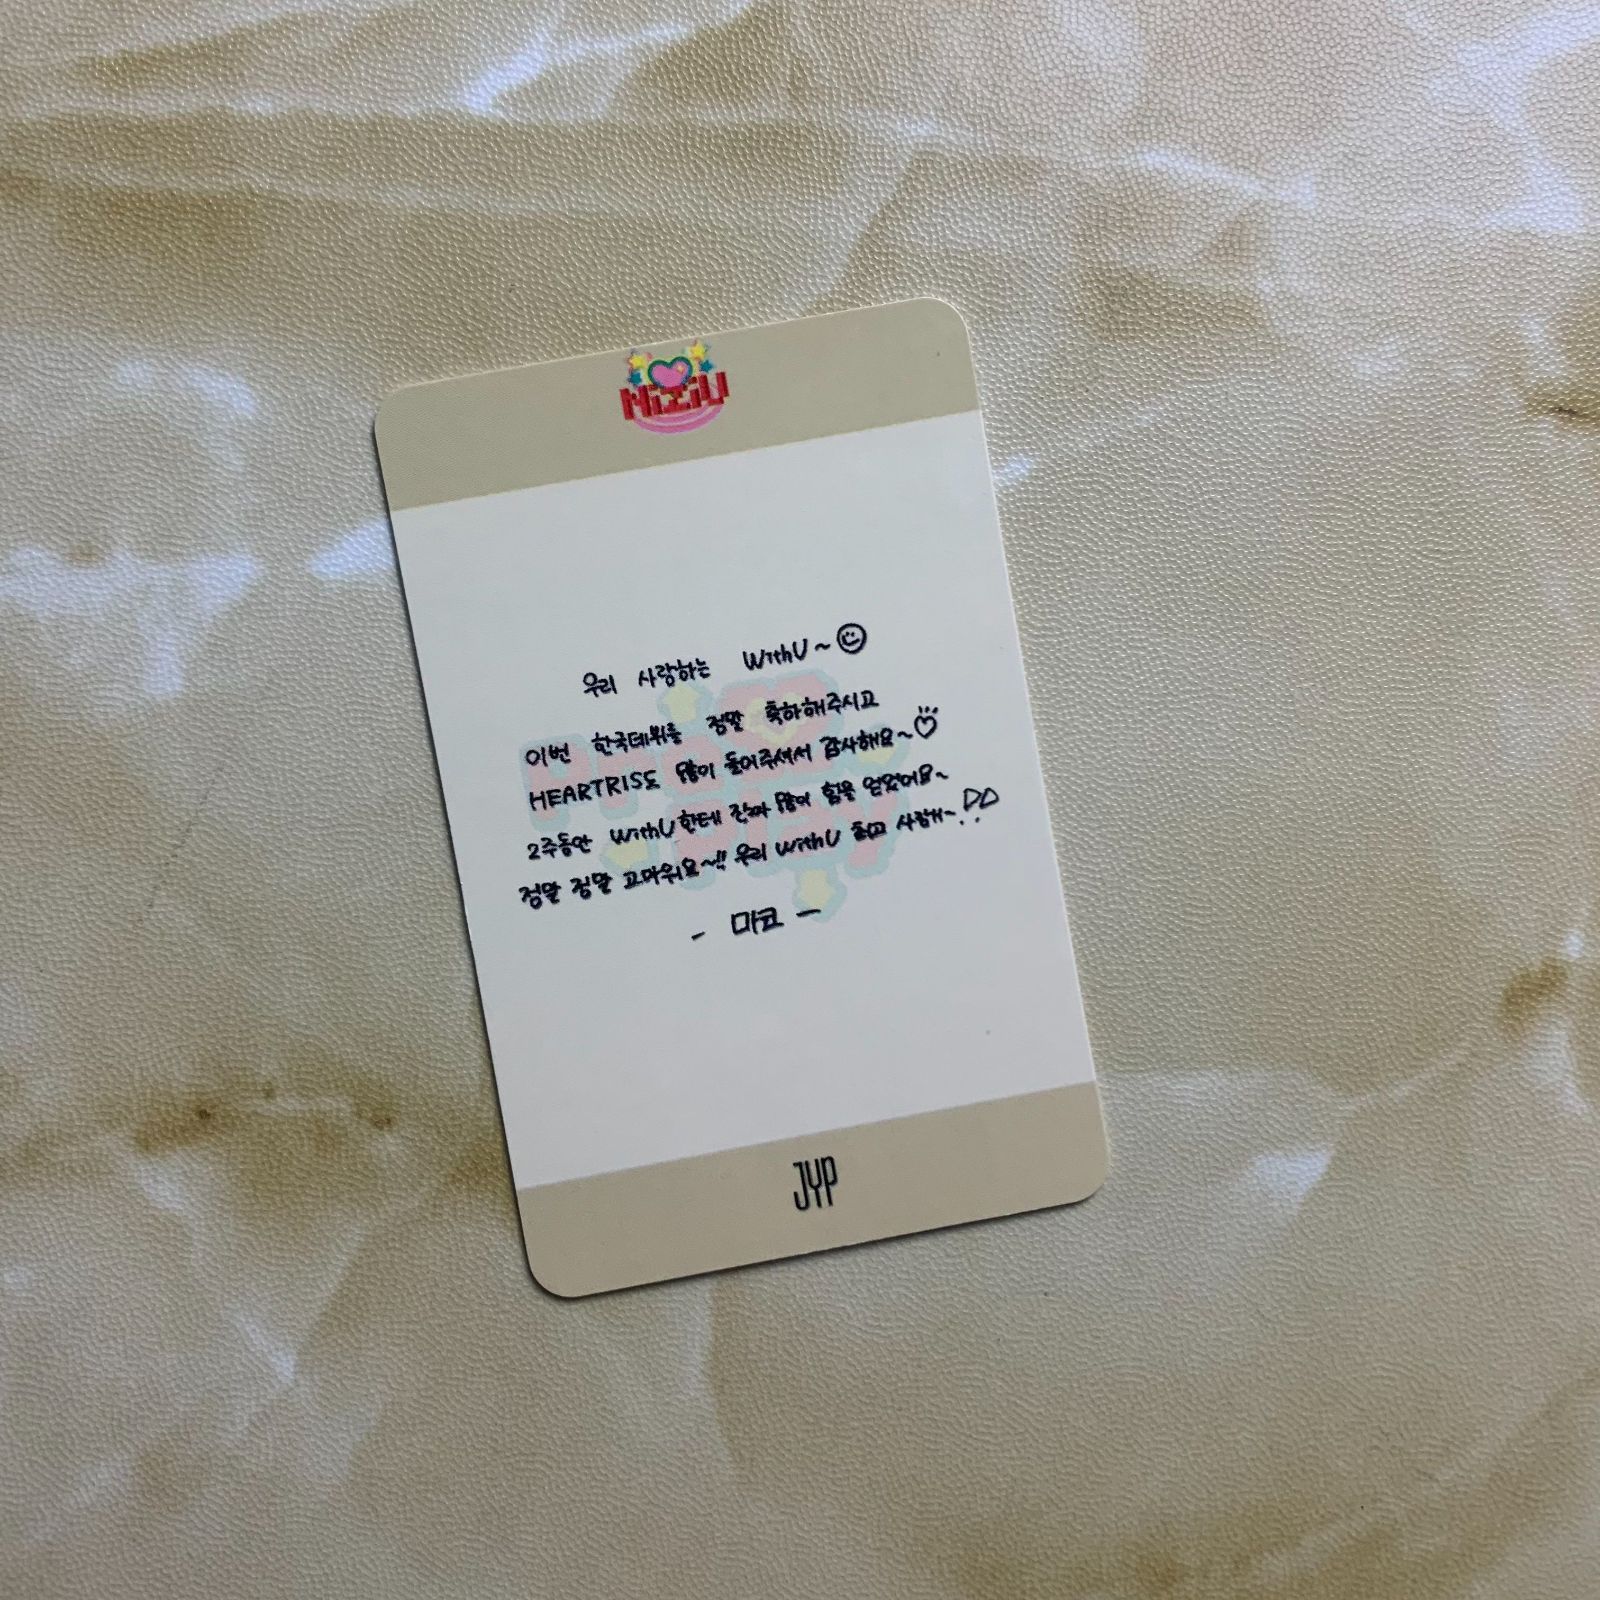 NiziU
우리 사랑하는 WithU~
이번 한국데뷔를 정말 축하해주시고
HEARTRIS도 많이 들어주셔서 감사해요~
2주동안 WithU한테 진짜 많이 힘을 얻었어요~
정말 정말 고마워요~!! 우리 WithU 최고 사랑해~!!
- 마코 -
Press Play
JYP